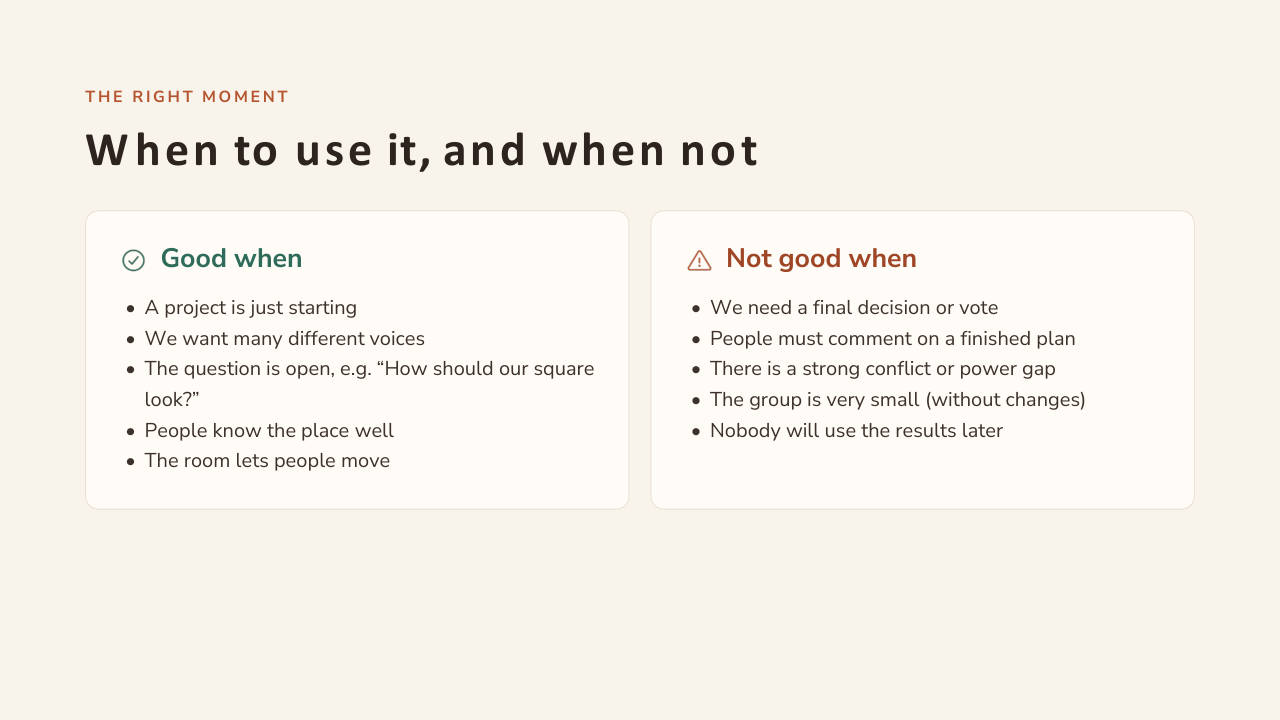 THE RIGHT MOMENT
When to use it, and when not
Good when
• A project is just starting
• We want many different voices
• The question is open, e.g. “How should our square
look?”
• People know the place well
• The room lets people move
Not good when
• We need a final decision or vote
• People must comment on a finished plan
• There is a strong conflict or power gap
• The group is very small (without changes)
• Nobody will use the results later